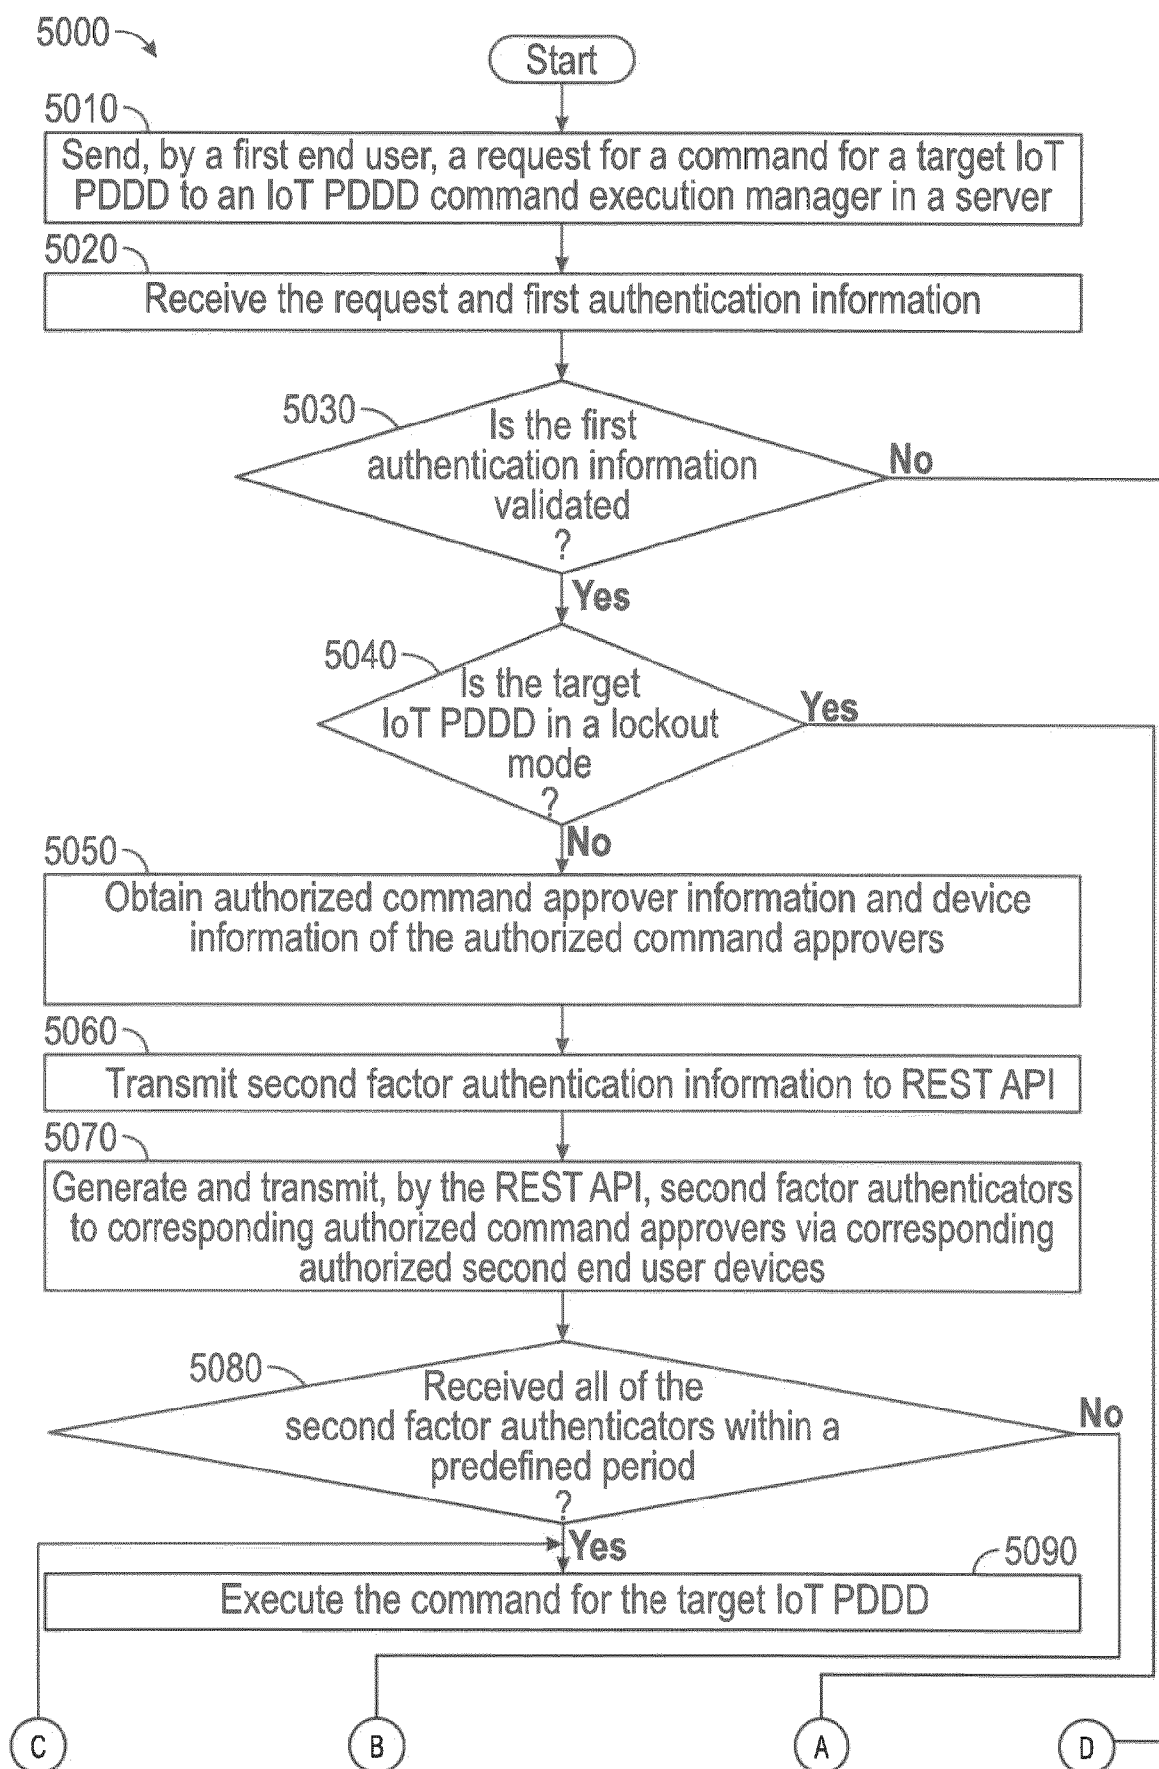 5000
Start
5010
Send, by a first end user, a request for a command for a target IoT
PDDD to an IoT PDDD command execution manager in a server
5020
Receive the request and first authentication information
5030
Is the first
authentication information
validated
?
No
Yes
5040
Is the target
IoT PDDD in a lockout
mode
?
Yes
No
5050
Obtain authorized command approver information and device
information of the authorized command approvers
5060
Transmit second factor authentication information to REST API
5070
Generate and transmit, by the REST API, second factor authenticators
to corresponding authorized command approvers via corresponding
authorized second end user devices
5080
Received all of the
second factor authenticators within a
predefined period
?
No
Yes
5090
Execute the command for the target IoT PDDD
C
B
A
D